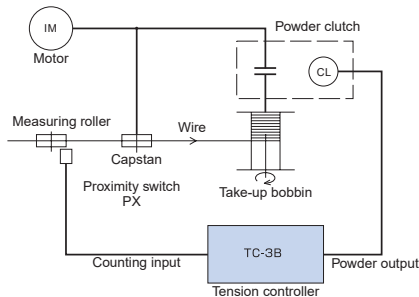 Powder clutch
IM
CL
Motor
Measuring roller
Wire
Capstan
Proximity switch
PX
Take-up bobbin
TC-3B
Counting input
Powder output
Tension controller